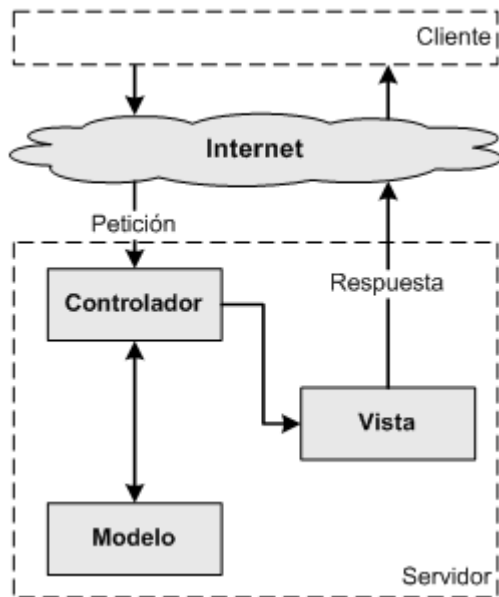 Cliente
Internet
Petición
Controlador
Respuesta
Vista
Modelo
Servidor